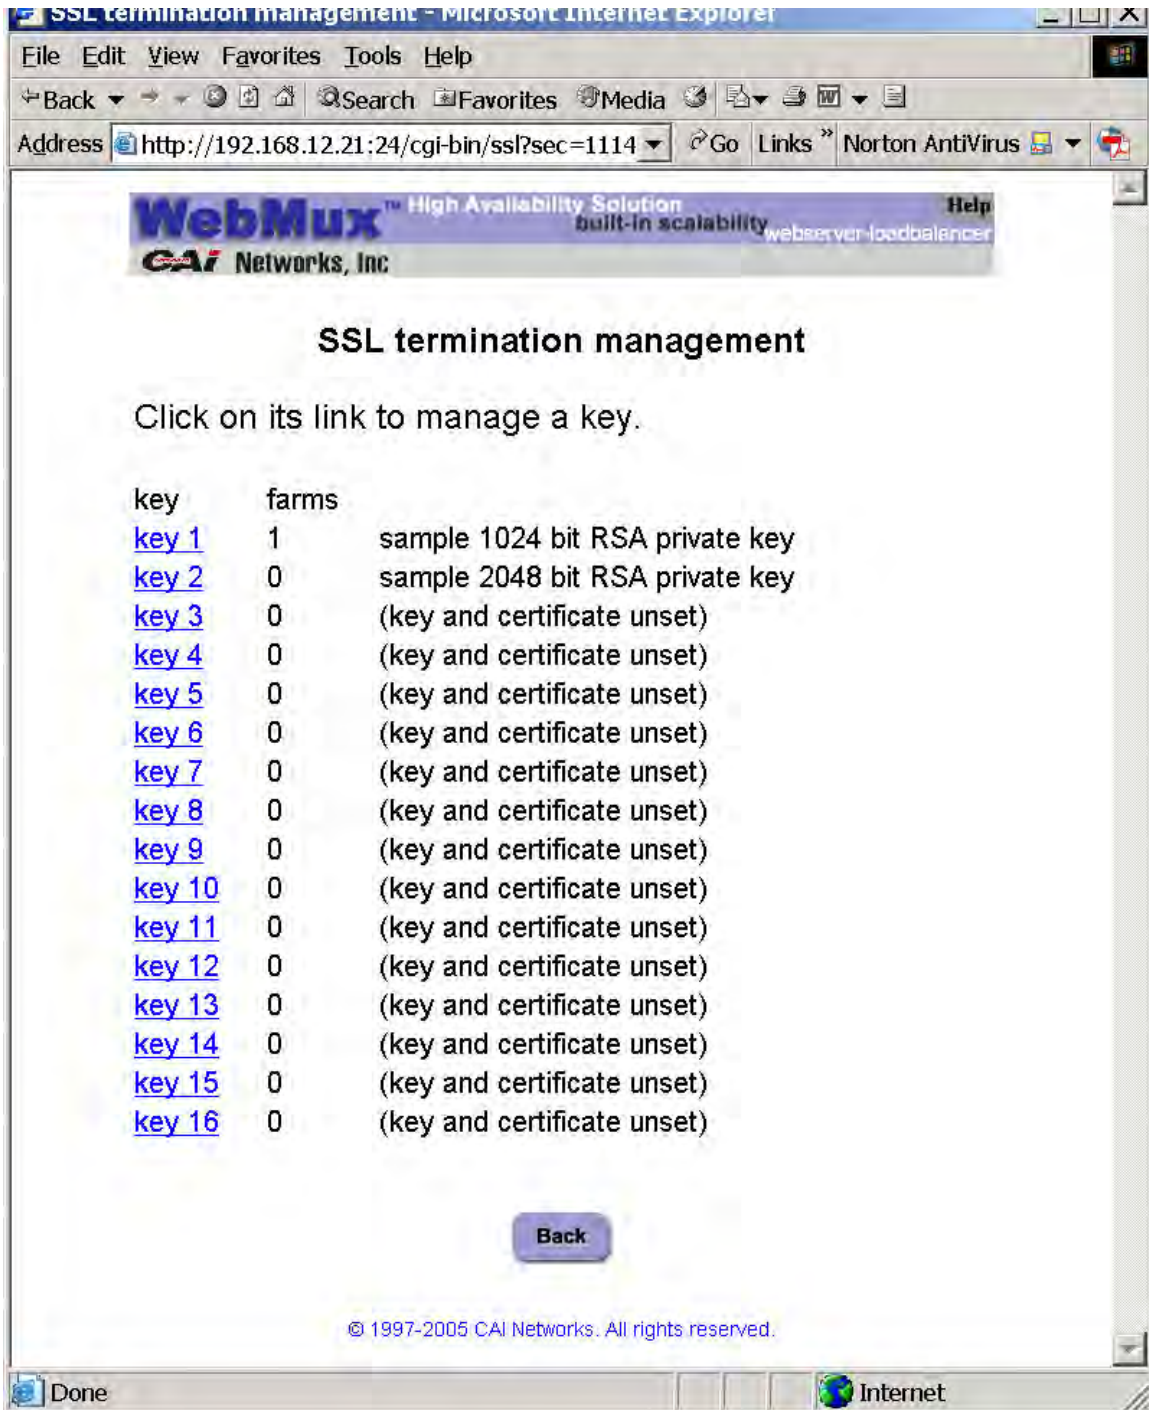 SSL termination management - Microsoft Internet Explorer
File Edit View Favorites Tools Help
Back Search Favorites Media
Address http://192.168.12.21:24/cgi-bin/ssl?sec=1114 Go Links » Norton AntiVirus
WebMux™ High Availability Solution Help
built-in scalability webserver-loadbalancer
CAI Networks, Inc
SSL termination management
Click on its link to manage a key.
key farms
key 1 1 sample 1024 bit RSA private key
key 2 0 sample 2048 bit RSA private key
key 3 0 (key and certificate unset)
key 4 0 (key and certificate unset)
key 5 0 (key and certificate unset)
key 6 0 (key and certificate unset)
key 7 0 (key and certificate unset)
key 8 0 (key and certificate unset)
key 9 0 (key and certificate unset)
key 10 0 (key and certificate unset)
key 11 0 (key and certificate unset)
key 12 0 (key and certificate unset)
key 13 0 (key and certificate unset)
key 14 0 (key and certificate unset)
key 15 0 (key and certificate unset)
key 16 0 (key and certificate unset)
Back
© 1997-2005 CAI Networks. All rights reserved.
Done Internet